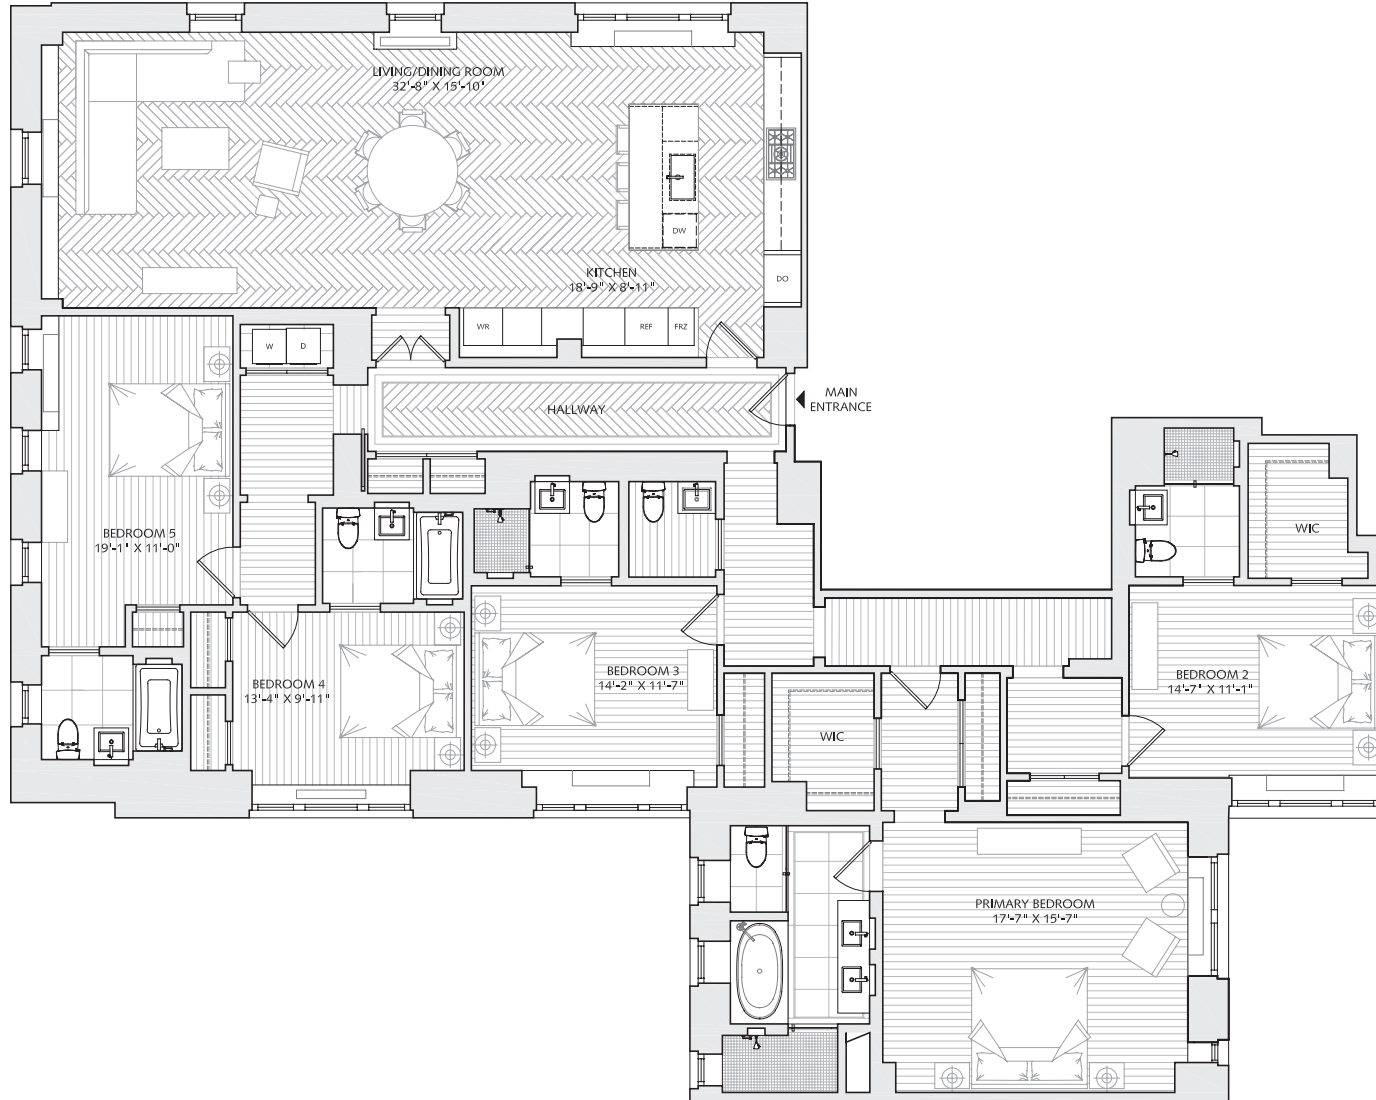 LIVING/DINING ROOM
32'-8" X 15'-10"
DW
KITCHEN
18'-9" X 8'-11"
DO
WR
REF
FRZ
W
D
HALLWAY
MAIN
ENTRANCE
BEDROOM 5
19'-1" X 11'-0"
WIC
BEDROOM 4
13'-4" X 9'-11"
BEDROOM 3
14'-2" X 11'-7"
BEDROOM 2
14'-7" X 11'-1"
WIC
PRIMARY BEDROOM
17'-7" X 15'-7"